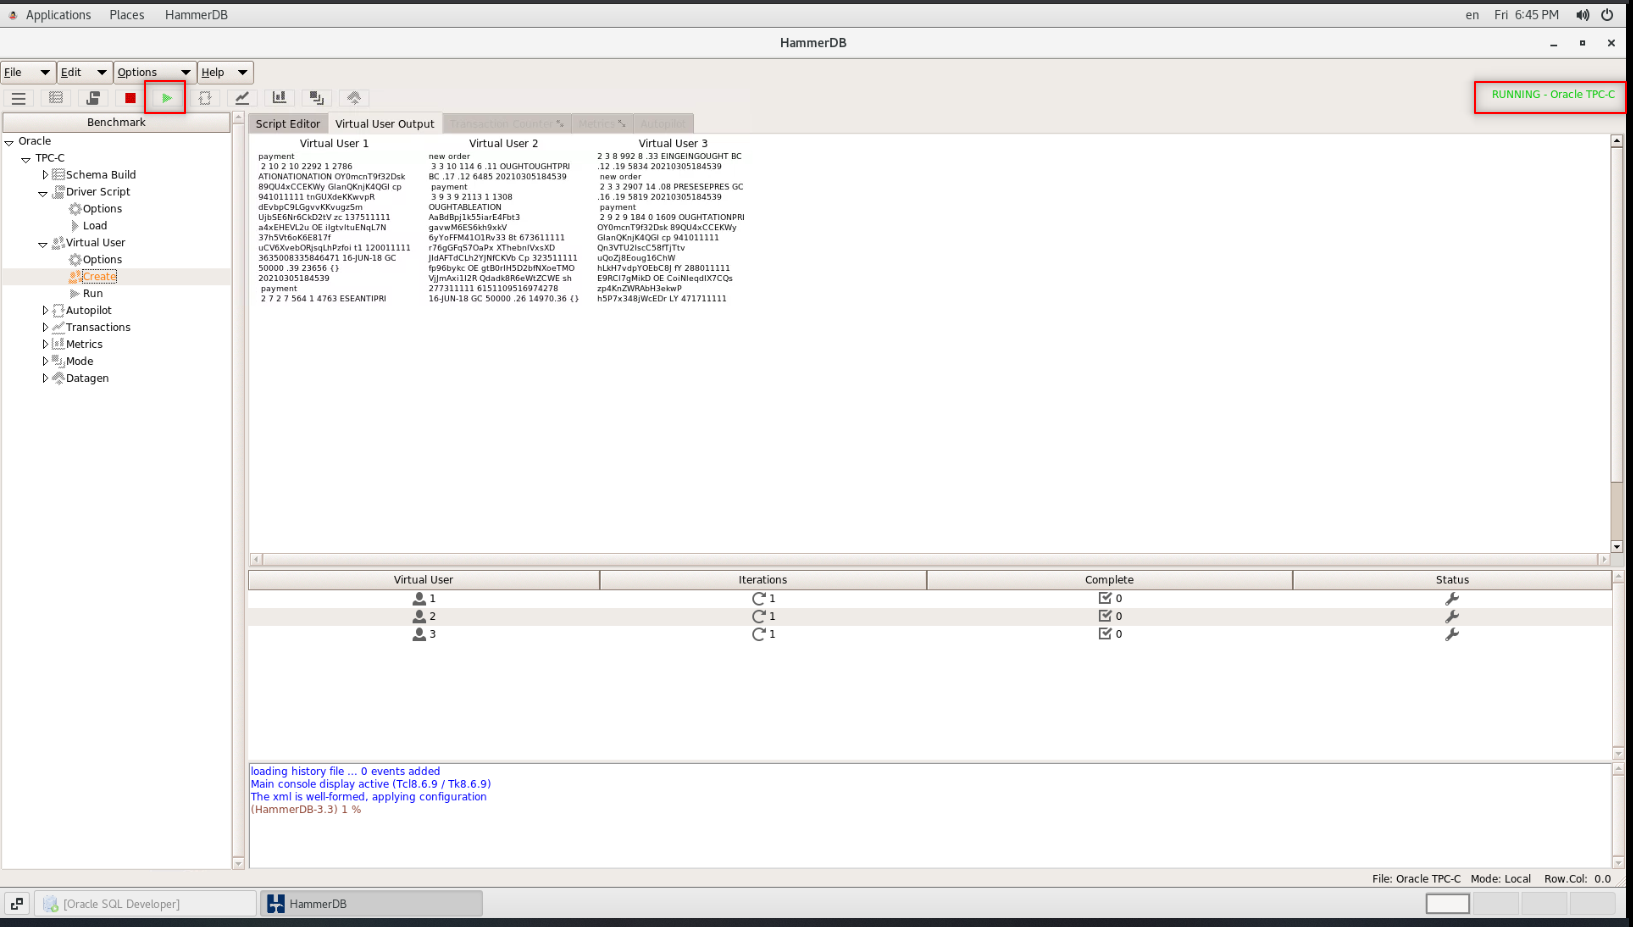 Applications Places HammerDB en Fri 6:45 PM
HammerDB
File Edit Options Help
RUNNING - Oracle TPC-C
Benchmark
Oracle
TPC-C
Schema Build
Driver Script
Options
Load
Virtual User
Options
Create
Run
Autopilot
Transactions
Metrics
Mode
Datagen
Script Editor Virtual User Output Transaction Counter Metrics Autopilot
Virtual User 1
payment
2 10 2 10 2292 1 2786
ATIONATIONATION OY0mcnT9f32Dsk
89QU4xCCEKWy GlanQKnjK4QGl cp
941011111 tnGUXdeKKwvpR
dEvbpC9LGgvvKKvugzSm
UjbSE6Nr6CkD2tV zc 137511111
a4xEHEVL2u OE iIgtvItuENqL7N
37h5Vt6oK6E817f
uCV6XvebORjsqLhPzfoi t1 120011111
3635008335846471 16-JUN-18 GC
50000 .39 23656 {}
20210305184539
payment
2 7 2 7 564 1 4763 ESEANTIPRI
Virtual User 2
new order
3 3 10 114 6 .11 OUGHTOUGHTPRI
BC .17 .12 6485 20210305184539
payment
3 9 3 9 2113 1 1308
OUGHTABLEATION
AaBdBpj1k55iarE4Fbt3
gavwM6ES6kh9xkV
6yYoFFM41O1Rv33 8t 673611111
r76gGFqS7OaPx XThebnIVxsXD
JldAFTdCLh2YJNfCKVb Cp 323511111
fp96bykc OE gtB0rIH5D2bfNXoeTMO
VjJmAxi1I2R Qdadk8R6eWtZCWE sh
277311111 6151109516974278
16-JUN-18 GC 50000 .26 14970.36 {}
Virtual User 3
2 3 8 992 8 .33 EINGEINGOUGHT BC
.12 .19 5834 20210305184539
new order
2 3 3 2907 14 .08 PRESESEPRES GC
.16 .19 5819 20210305184539
payment
2 9 2 9 184 0 1609 OUGHTATIONPRI
OY0mcnT9f32Dsk 89QU4xCCEKWy
GlanQKnjK4QGl cp 941011111
Qn3VTU2IscC58fTjTtv
uQoZj8Eoug16ChW
hLkH7vdpYOEbCBJ fY 288011111
E9RCl7gMikD OE CoiNIeqdIX7CQs
zp4KnZWRAbH3ekwP
h5P7x348jWcEDr LY 471711111
Virtual User Iterations Complete Status
1 1 0
2 1 0
3 1 0
loading history file ... 0 events added
Main console display active (Tcl8.6.9 / Tk8.6.9)
The xml is well-formed, applying configuration
(HammerDB-3.3) 1 %
File: Oracle TPC-C Mode: Local Row.Col: 0.0
[Oracle SQL Developer] HammerDB